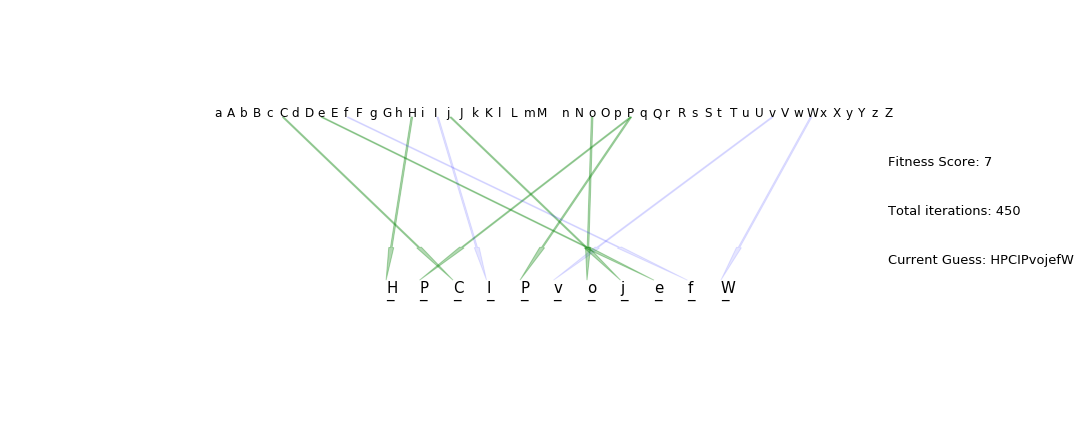 a A b B c C d D e E f F g G h H i I j J k K l L m M n N o O p P q Q r R s S t T u U v V w W x X y Y z Z
Fitness Score: 7
Total iterations: 450
Current Guess: HPCIPvojefW
H P C I P v o j e f W